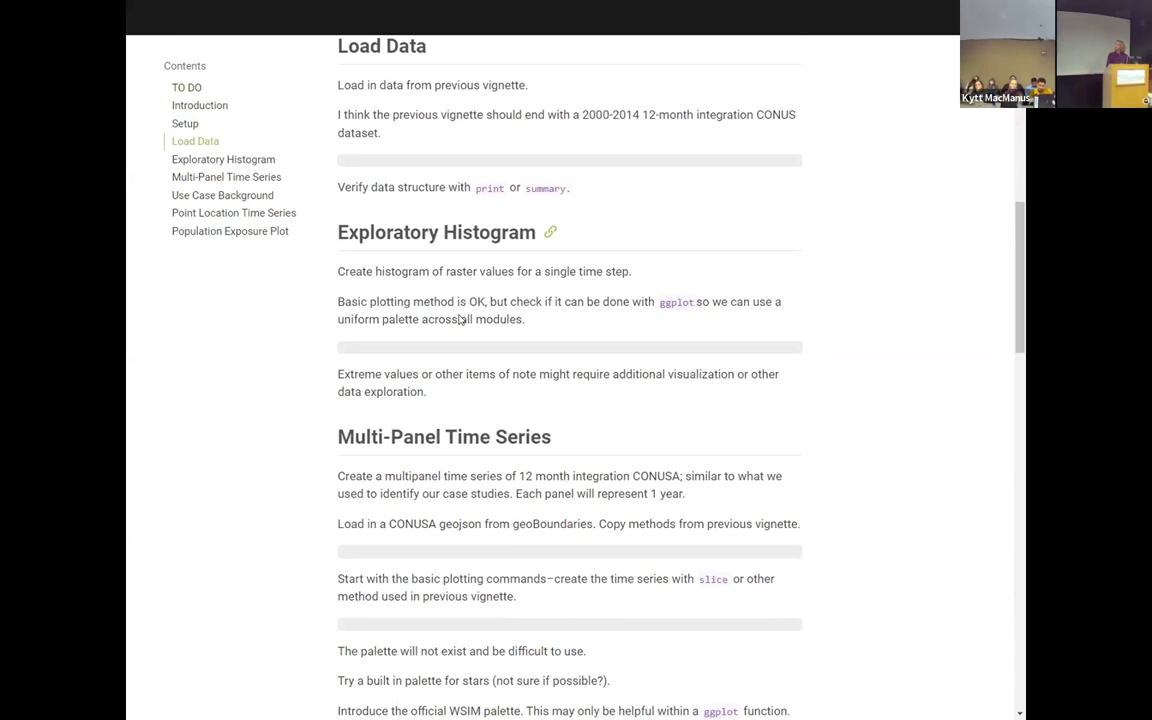 Contents
TO DO
Introduction
Setup
Load Data
Exploratory Histogram
Multi-Panel Time Series
Use Case Background
Point Location Time Series
Population Exposure Plot
Load Data
Load in data from previous vignette.
I think the previous vignette should end with a 2000-2014 12-month integration CONUS
dataset.
Verify data structure with print or summary.
Exploratory Histogram
Create histogram of raster values for a single time step.
Basic plotting method is OK, but check if it can be done with ggplot so we can use a
uniform palette across all modules.
Extreme values or other items of note might require additional visualization or other
data exploration.
Multi-Panel Time Series
Create a multipanel time series of 12 month integration CONUSA; similar to what we
used to identify our case studies. Each panel will represent 1 year.
Load in a CONUSA geojson from geoBoundaries. Copy methods from previous vignette.
Start with the basic plotting commands–create the time series with slice or other
method used in previous vignette.
The palette will not exist and be difficult to use.
Try a built in palette for stars (not sure if possible?).
Introduce the official WSIM palette. This may only be helpful within a ggplot function.
Kytt MacManus